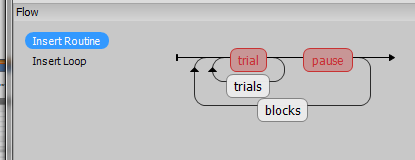 Flow
Insert Routine
Insert Loop
trial
pause
trials
blocks